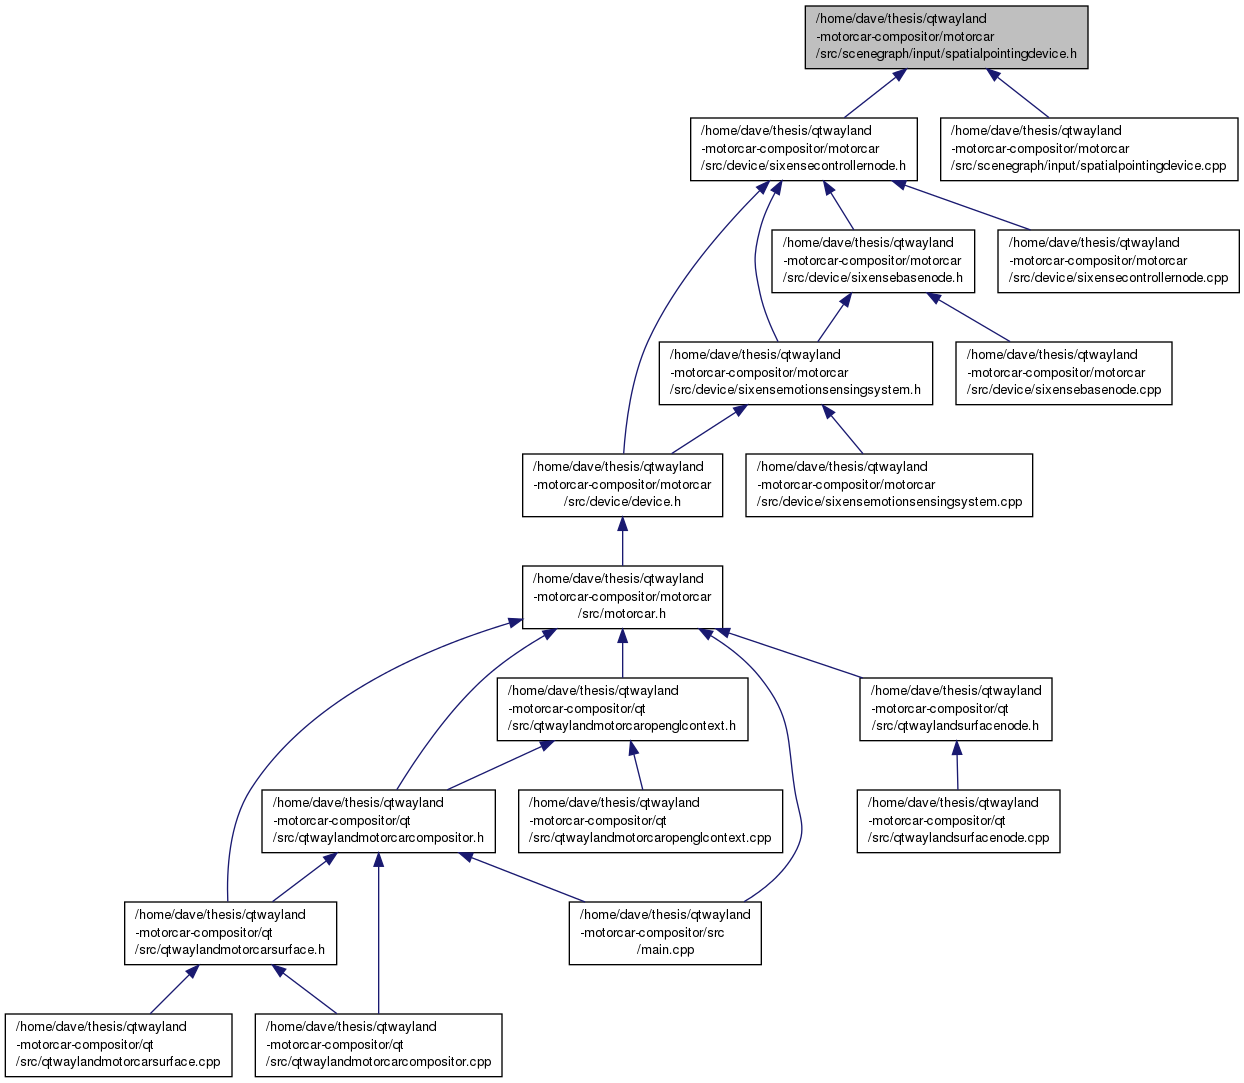 /home/dave/thesis/qtwayland
-motorcar-compositor/motorcar
/src/scenegraph/input/spatialpointingdevice.h
/home/dave/thesis/qtwayland
-motorcar-compositor/motorcar
/src/device/sixensecontrollernode.h
/home/dave/thesis/qtwayland
-motorcar-compositor/motorcar
/src/scenegraph/input/spatialpointingdevice.cpp
/home/dave/thesis/qtwayland
-motorcar-compositor/motorcar
/src/device/sixensebasenode.h
/home/dave/thesis/qtwayland
-motorcar-compositor/motorcar
/src/device/sixensecontrollernode.cpp
/home/dave/thesis/qtwayland
-motorcar-compositor/motorcar
/src/device/sixensemotionsensingsystem.h
/home/dave/thesis/qtwayland
-motorcar-compositor/motorcar
/src/device/sixensebasenode.cpp
/home/dave/thesis/qtwayland
-motorcar-compositor/motorcar
/src/device/device.h
/home/dave/thesis/qtwayland
-motorcar-compositor/motorcar
/src/device/sixensemotionsensingsystem.cpp
/home/dave/thesis/qtwayland
-motorcar-compositor/motorcar
/src/motorcar.h
/home/dave/thesis/qtwayland
-motorcar-compositor/qt
/src/qtwaylandmotorcaropenglcontext.h
/home/dave/thesis/qtwayland
-motorcar-compositor/qt
/src/qtwaylandsurfacenode.h
/home/dave/thesis/qtwayland
-motorcar-compositor/qt
/src/qtwaylandmotorcarcompositor.h
/home/dave/thesis/qtwayland
-motorcar-compositor/qt
/src/qtwaylandmotorcaropenglcontext.cpp
/home/dave/thesis/qtwayland
-motorcar-compositor/qt
/src/qtwaylandsurfacenode.cpp
/home/dave/thesis/qtwayland
-motorcar-compositor/qt
/src/qtwaylandmotorcarsurface.h
/home/dave/thesis/qtwayland
-motorcar-compositor/src
/main.cpp
/home/dave/thesis/qtwayland
-motorcar-compositor/qt
/src/qtwaylandmotorcarsurface.cpp
/home/dave/thesis/qtwayland
-motorcar-compositor/qt
/src/qtwaylandmotorcarcompositor.cpp